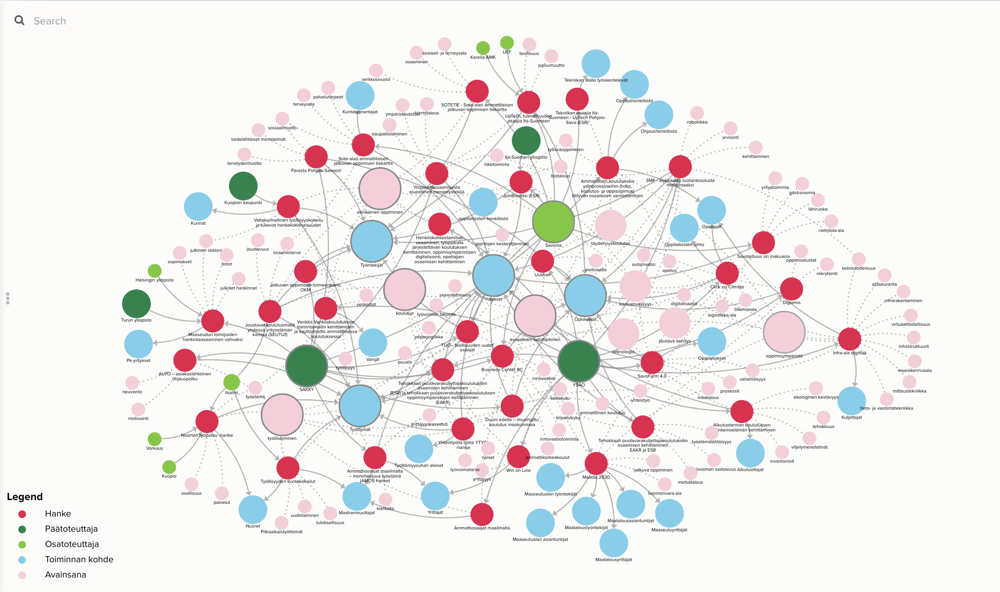 Search
sosiaali- ja terveysala
osaaminen
Karelia AMK
UEF
teollisuus
paluumuutto
verkkosivusto
Tekniikan alalla työskentelevät
palvelutarpeet
terveysala
Kuntatyönantajat
ympäristövastuu
kiertotalous
SOTETIE - Sote-alan ammattilaisen
jatkuvan oppimisen tiekartta
UpTech, tulevaisuuden
osaajia Itä-Suomeen
Tekniikan osaajia Itä-
Suomeen - UpTech Pohjois-
Savo (ESR)
Opetushenkilöstö
Ohjaushenkilöstö
robotiikka
arviointi
kehittäminen
sosiaalihuolto
taidelähtöiset menetelmät
kaupallistaminen
terveydenhuolto
Parasta Pohjois-Savoon!
Sote-alan ammattilaisen
jatkuvan oppimisen tiekartta
liiketoiminta
Itä-Suomen yliopisto
työssäoppiminen
biotalous
Ympäristöosaamisesta
alueellinen menestystekijä
JoinBioerko (ESR)
Ammatillisen koulutuksen
ydinprosesseihin (hoks,
koulutus- ja oppisopimus)
liittyvän osaamisen varmistaminen
SMF - älykkäästä tuotantosolusta
minitehtaaksi
yritystoiminta
gastronomia
lähiruoka
ravintola-ala
Kuopion kaupunki
Kunnat
Valtakunnallinen työllisyyskokeilu
ja tukevat hankekokonaisuudet
elinikäinen oppiminen
oppilaitosten henkilöstö
Opettajat
Oppilaitosten johto
Savolaisuus on makuasia
oppimisalustat
rekrytointi
kolmiulotteisuus
julkinen sektori
joustavuus
osaamistarve
sopimukset
ostot
Työntekijät
Henkilökohtaistamisen
osaaminen, työpaikalla
järjestettävän koulutuksen
kehittäminen, oppimisympäristöjen
digitalisointi, opettajien
osaamisen kehittäminen
opintojen keskeyttäminen
Savonia
täydennyskoulutus
Helsingin yliopisto
julkiset hankinnat
Jatkuvan oppimisen toimeenpano,
OKM
Uukkari
motivaatio
automaatio
opetus
Click on Climate
Digiamis
etäseuranta
infrarakentaminen
virtuaalitodellisuus
infrastruktuurit
maarakennusala
mittaustekniikka
tieto- ja viestintätekniikka
Turun yliopisto
verkostot
koulutus
saavutettavuus
työvoiman tarjonta
Yritykset
Opiskelijat
kansainvälisyys
digitalisaatio
liikenneala
logistiikka-ala
Maaseudun toimijoiden
hankintaosaaminen vahvaksi
Joustavat koulutusmallit
yhdessä yrityselämän
kanssa (SEUTU1)
Vankka Vankilakoulutuksen
toimintamallin kehittäminen
ja käyttöönotto ammatillisessa
koulutuksessa
pedagogiikka
TUO - teollisuuden uudet
osaajat
osaamisen kehittäminen
teknologia
kestävä kehitys
Oppilaitokset
oppimisympäristö
Infra-ala digittää
Pk-yritykset
ALPO – asiakaslähtöinen
ohjauspolku
SAKKY
Vangit
työllisyys
puuala
Business Center BC
innovaatiot
YSAO
SavoFarm 4.0
vähähiilisyys
neuvonta
Iisalmi
työelämä
motivointi
Tehokkaan puutavarakuljettajakoulutuksen
osaamisen kehittäminen
(ESR) ja tehokkaan puutavarakuljettajakoulutuksen
oppimisympäristöjen kehittäminen
(EAKR)
kotiseutu
kilpailukyky
ammatillinen koulutus
yhteistyö
maatalous
prosessit
ekologinen kestävyys
tehokkuus
Kuljettajat
Nuorten työpolku -hanke
työllistyminen
Työttömät
yrittäjyyskasvatus
Duuni edellä – imuohjattu
koulutus maakunnissa
innovaatiotoiminta
Alkutuotannon koulutuksen
elinkeinoelämän kehittäminen
työelämälähtöisyys
viljelymenetelmät
Varkaus
Kuopio
Työttömyysuhan alaiset
Yhteistyöllä työtä YTYÄ
-hanke
naiset
ammattikorkeakoulut
Tehokkaan puutavarakuljettajakoulutuksen
osaamisen kehittäminen
EAKR ja ESR
investoinnit
Työllisyyden kuntakokeilut
Ammattiosaajat maailmalta
– moninaistuva työelämä
(AMOS hanke)
työvoimatarve
yrittäjyys
Win on Line
Maatila 2030
jatkuva oppiminen
metsätalous
Alkutuottajat
osallisuus
palvelut
Maaseutualan työntekijät
luonnonvara-ala
Nuoret
uudistaminen
Pitkäaikaistyöttömät
tuloksellisuus
Maahanmuuttajat
kielitaito
Yrittäjät
Ammattiosaajat maailmalta
Maataloustyöntekijät
Maatalousasiantuntijat
Maaseutuyrittäjät
Maaseutualan asiantuntijat
Maatalousyrittäjät
Legend
Hanke
Päätoteuttaja
Osatoteuttaja
Toiminnan kohde
Avainsana